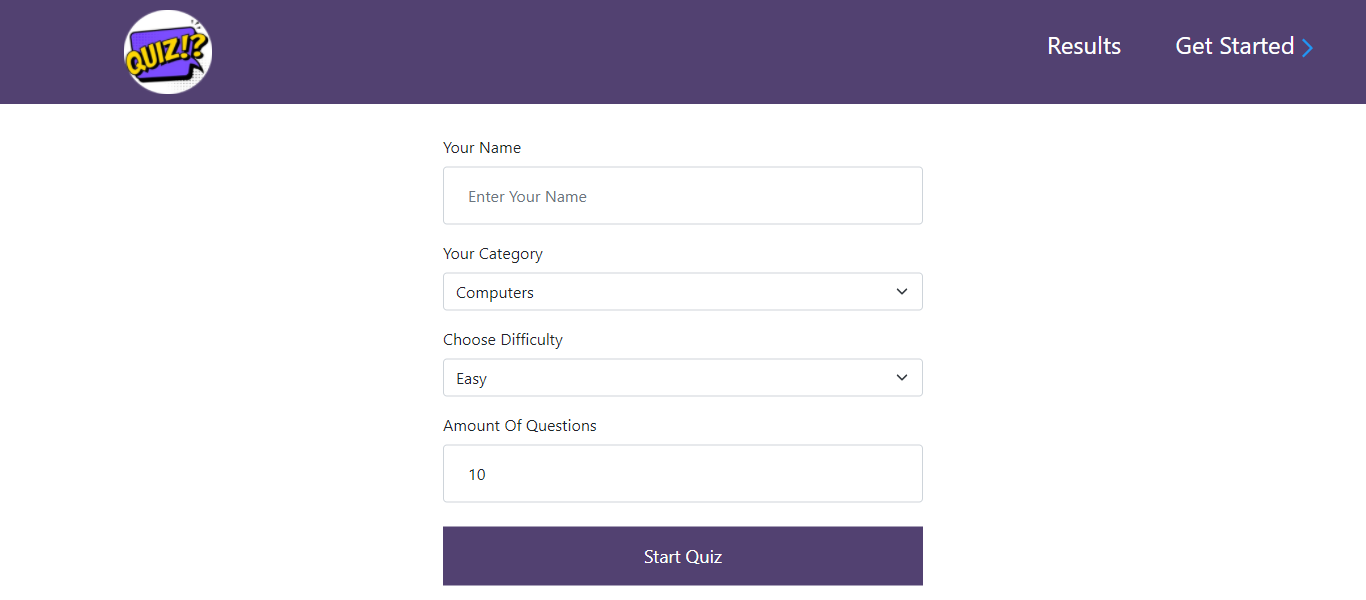 QUIZ!?
Results
Get Started
Your Name
Enter Your Name
Your Category
Computers
Choose Difficulty
Easy
Amount Of Questions
10
Start Quiz